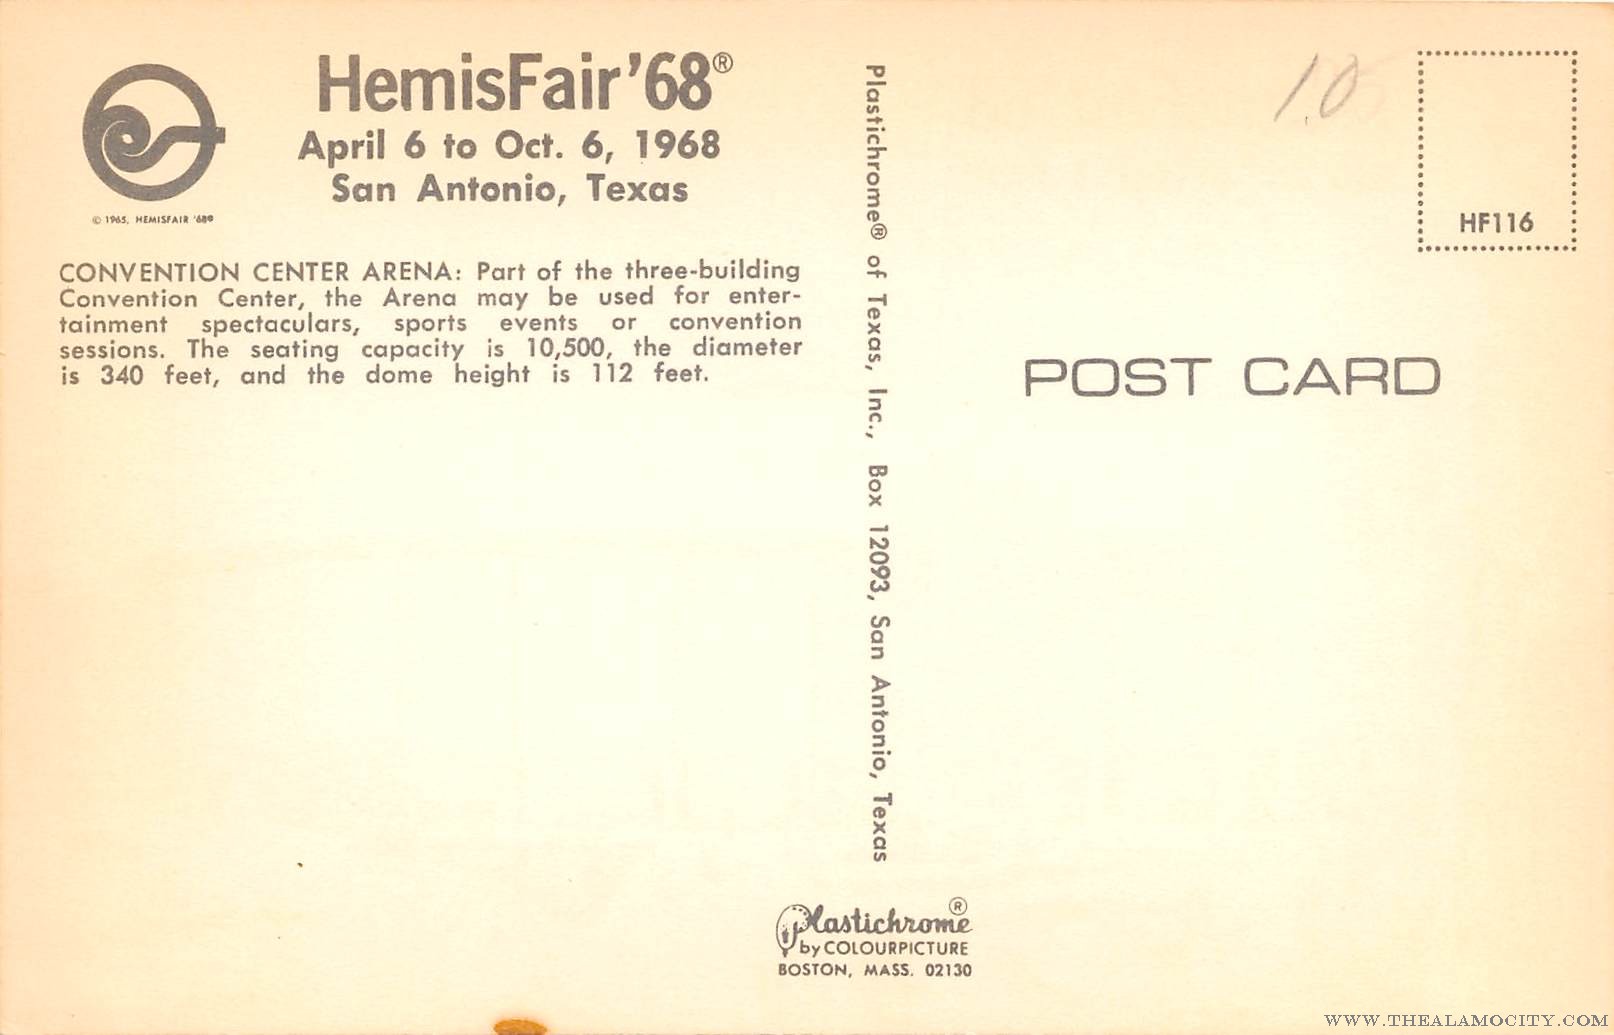 HemisFair '68®
April 6 to Oct. 6, 1968
San Antonio, Texas
© 1965, HEMISFAIR '68®
CONVENTION CENTER ARENA: Part of the three-building
Convention Center, the Arena may be used for enter-
tainment spectaculars, sports events or convention
sessions. The seating capacity is 10,500, the diameter
is 340 feet, and the dome height is 112 feet.
Plastichrome® of Texas, Inc., Box 12093, San Antonio, Texas
Plastichrome®
by COLOURPICTURE
BOSTON, MASS. 02130
10
HF116
POST CARD
WWW.THEALAMOCITY.COM